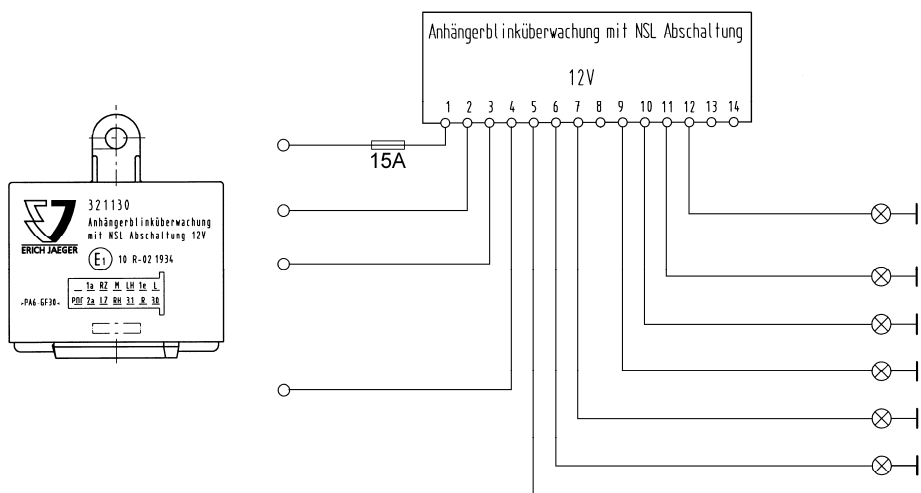 Anhängerblinküberwachung mit NSL Abschaltung
12V
1 2 3 4 5 6 7 8 9 10 11 12 13 14
15A
321130
Anhängerblinküberwachung
mit NSL Abschaltung 12V
ERICH JAEGER
E1 10 R-02 1934
1a RZ M LH 1e L
>PA6-GF30< 2a LZ RH 31 R 30